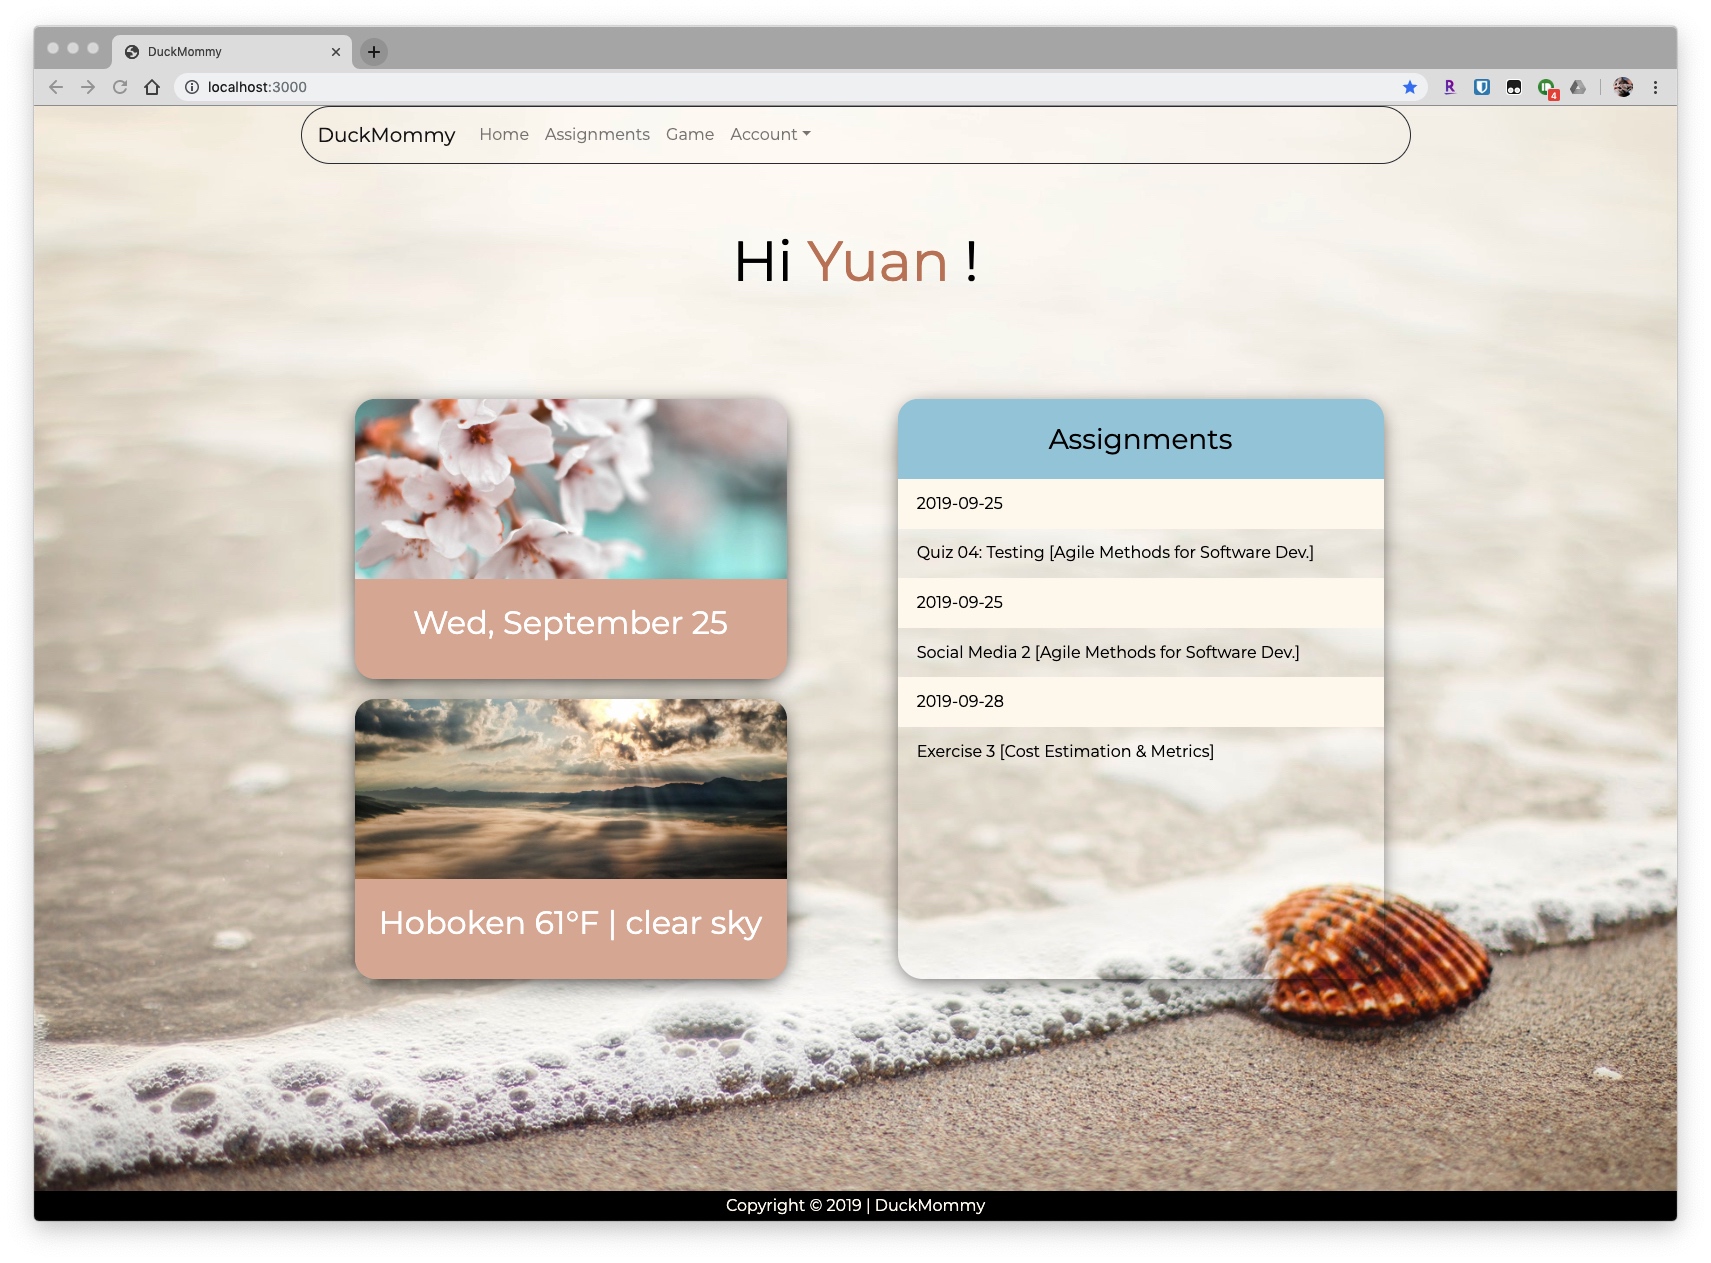 DuckMommy
localhost:3000
R
4
DuckMommy Home Assignments Game Account
Hi Yuan !
Wed, September 25
Hoboken 61°F | clear sky
Assignments
2019-09-25
Quiz 04: Testing [Agile Methods for Software Dev.]
2019-09-25
Social Media 2 [Agile Methods for Software Dev.]
2019-09-28
Exercise 3 [Cost Estimation & Metrics]
Copyright © 2019 | DuckMommy